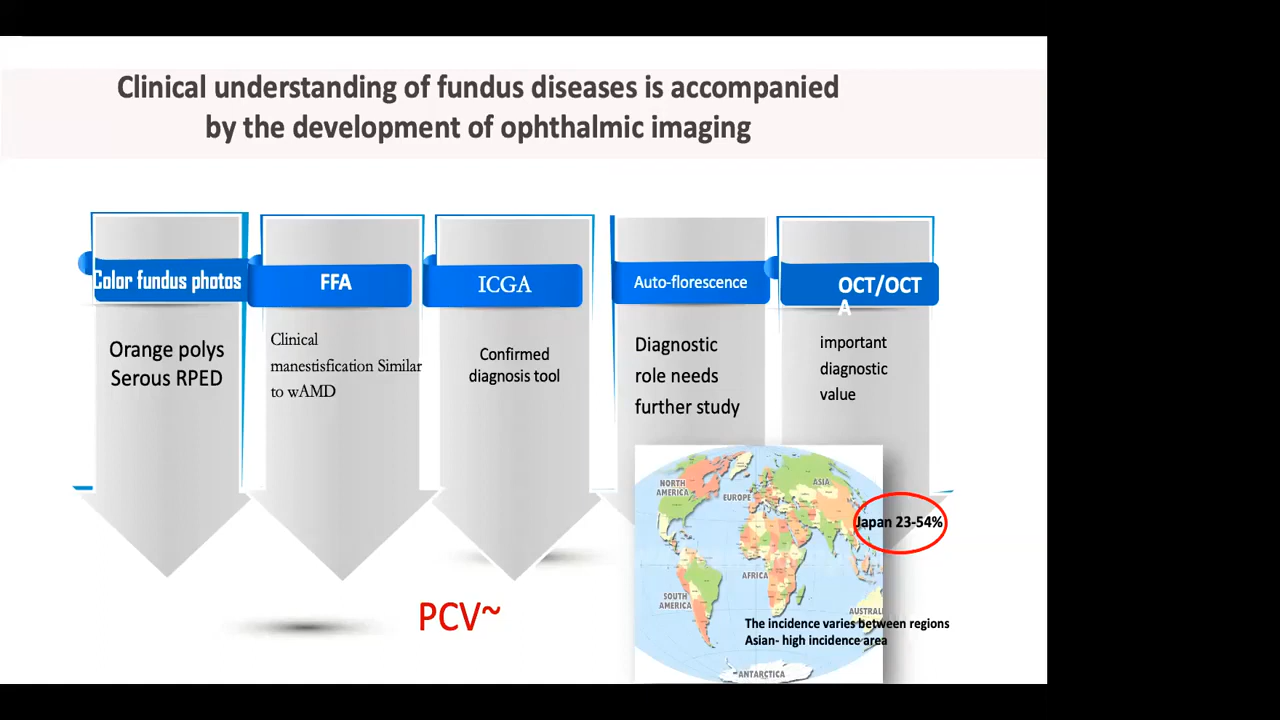 Clinical understanding of fundus diseases is accompanied
by the development of ophthalmic imaging
Color fundus photos
Orange polys
Serous RPED
FFA
Clinical
manestisfication Similar
to wAMD
ICGA
Confirmed
diagnosis tool
Auto-florescence
Diagnostic
role needs
further study
OCT/OCT
A
important
diagnostic
value
NORTH
AMERICA
EUROPE
ASIA
Japan 23-54%
AFRICA
SOUTH
AMERICA
AUSTRAL
The incidence varies between regions
Asian- high incidence area
ANTARCTICA
PCV~